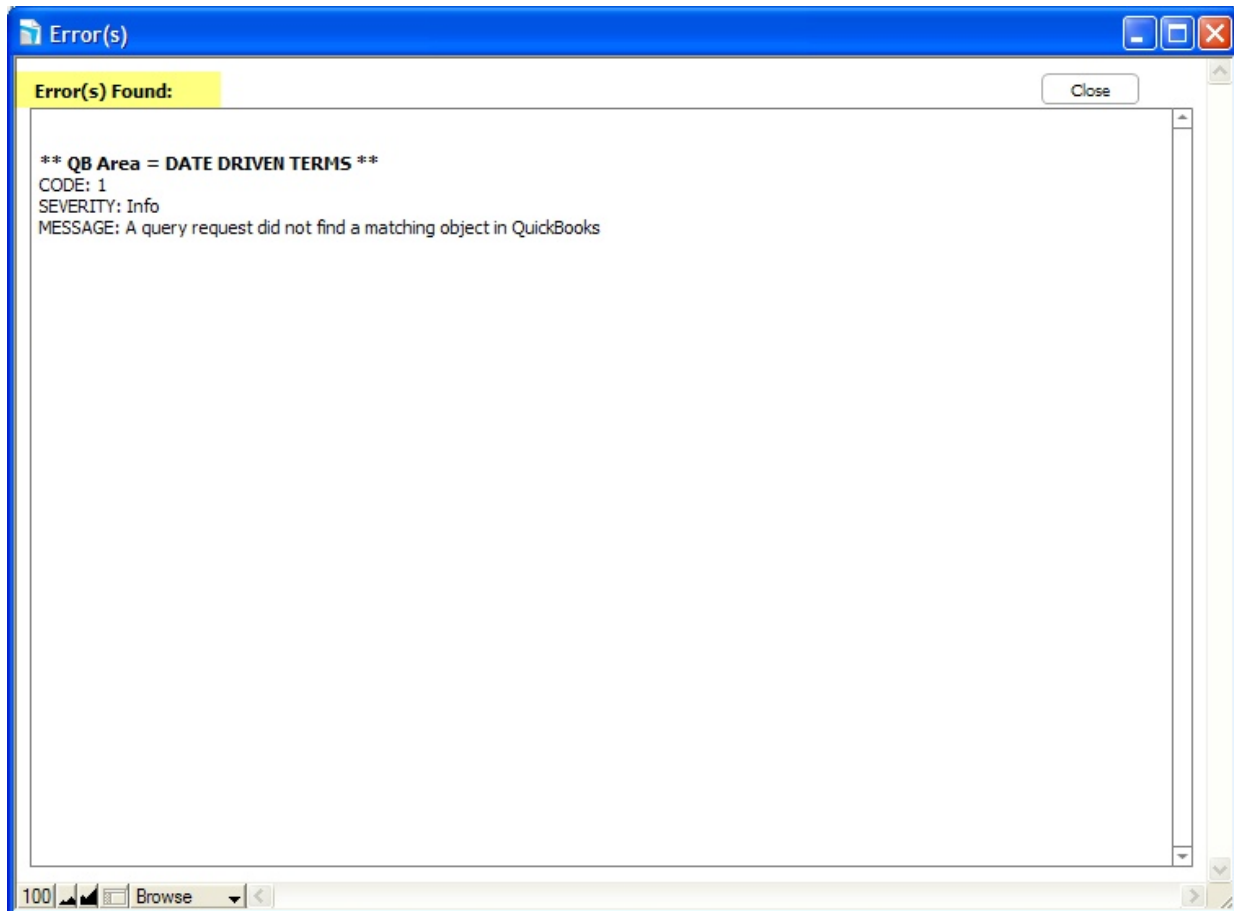 Error(s)
Error(s) Found:
Close
** QB Area = DATE DRIVEN TERMS **
CODE: 1
SEVERITY: Info
MESSAGE: A query request did not find a matching object in QuickBooks
100
Browse